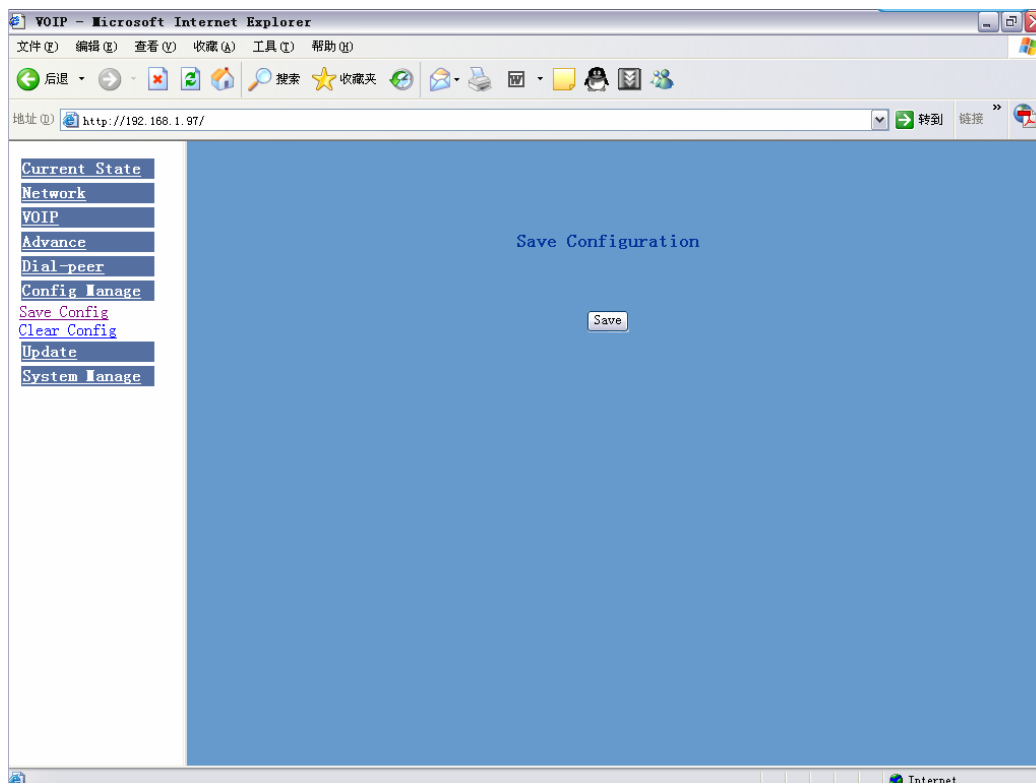 VOIP - Microsoft Internet Explorer
文件(F) 编辑(E) 查看(V) 收藏(A) 工具(T) 帮助(H)
后退 搜索 收藏夹
地址(D) http://192.168.1.97/ 转到 链接 »
Current State
Network
VOIP
Advance
Dial-peer
Config Manage
Save Config
Clear Config
Update
System Manage
Save Configuration
Save
Internet